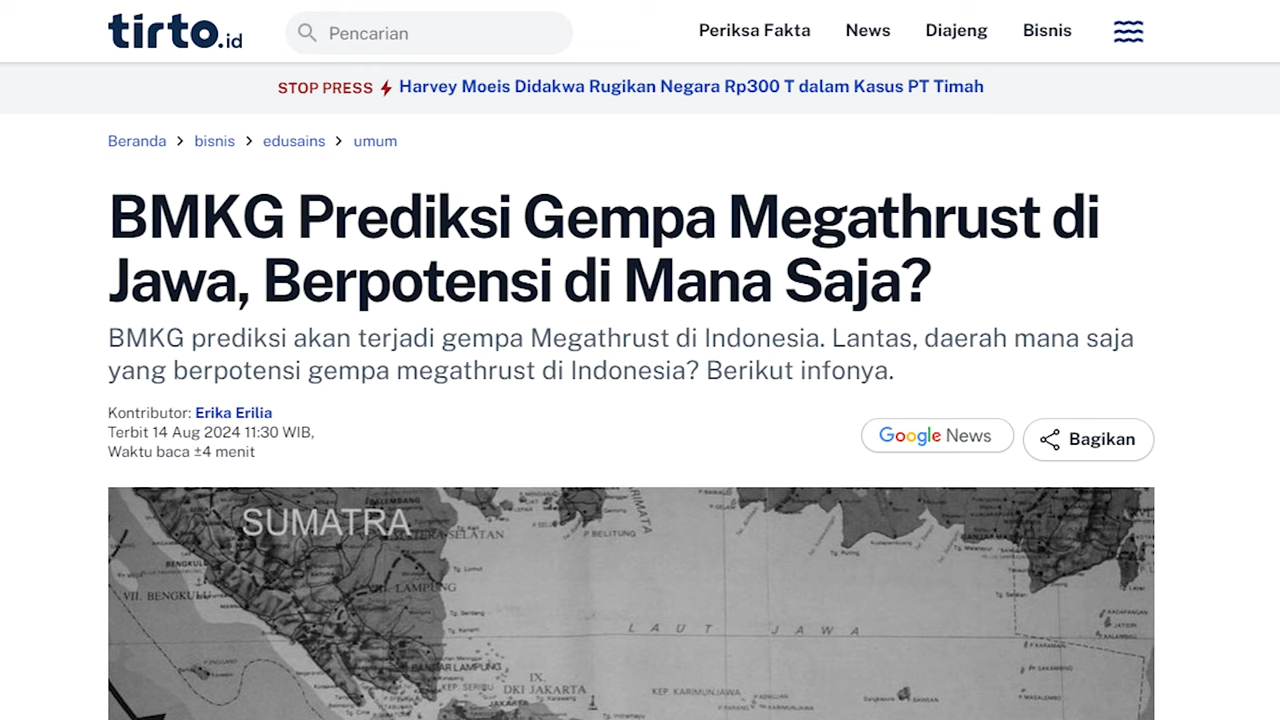 tirto.id
Pencarian
Periksa Fakta
News
Diajeng
Bisnis
STOP PRESS Harvey Moeis Didakwa Rugikan Negara Rp300 T dalam Kasus PT Timah
Beranda > bisnis > edusains > umum
BMKG Prediksi Gempa Megathrust di
Jawa, Berpotensi di Mana Saja?
BMKG prediksi akan terjadi gempa Megathrust di Indonesia. Lantas, daerah mana saja
yang berpotensi gempa megathrust di Indonesia? Berikut infonya.
Kontributor: Erika Erilia
Terbit 14 Aug 2024 11:30 WIB,
Waktu baca ±4 menit
Google News
Bagikan
SUMATRA
P. BELITUNG
BENGKULU
VII. BENGKULU
LAMPUNG
LAUT JAWA
BANDAR LAMPUNG
KEP. SERIBU
IX.
DKI JAKARTA
JAKARTA
KEP. KARIMUNJAWA